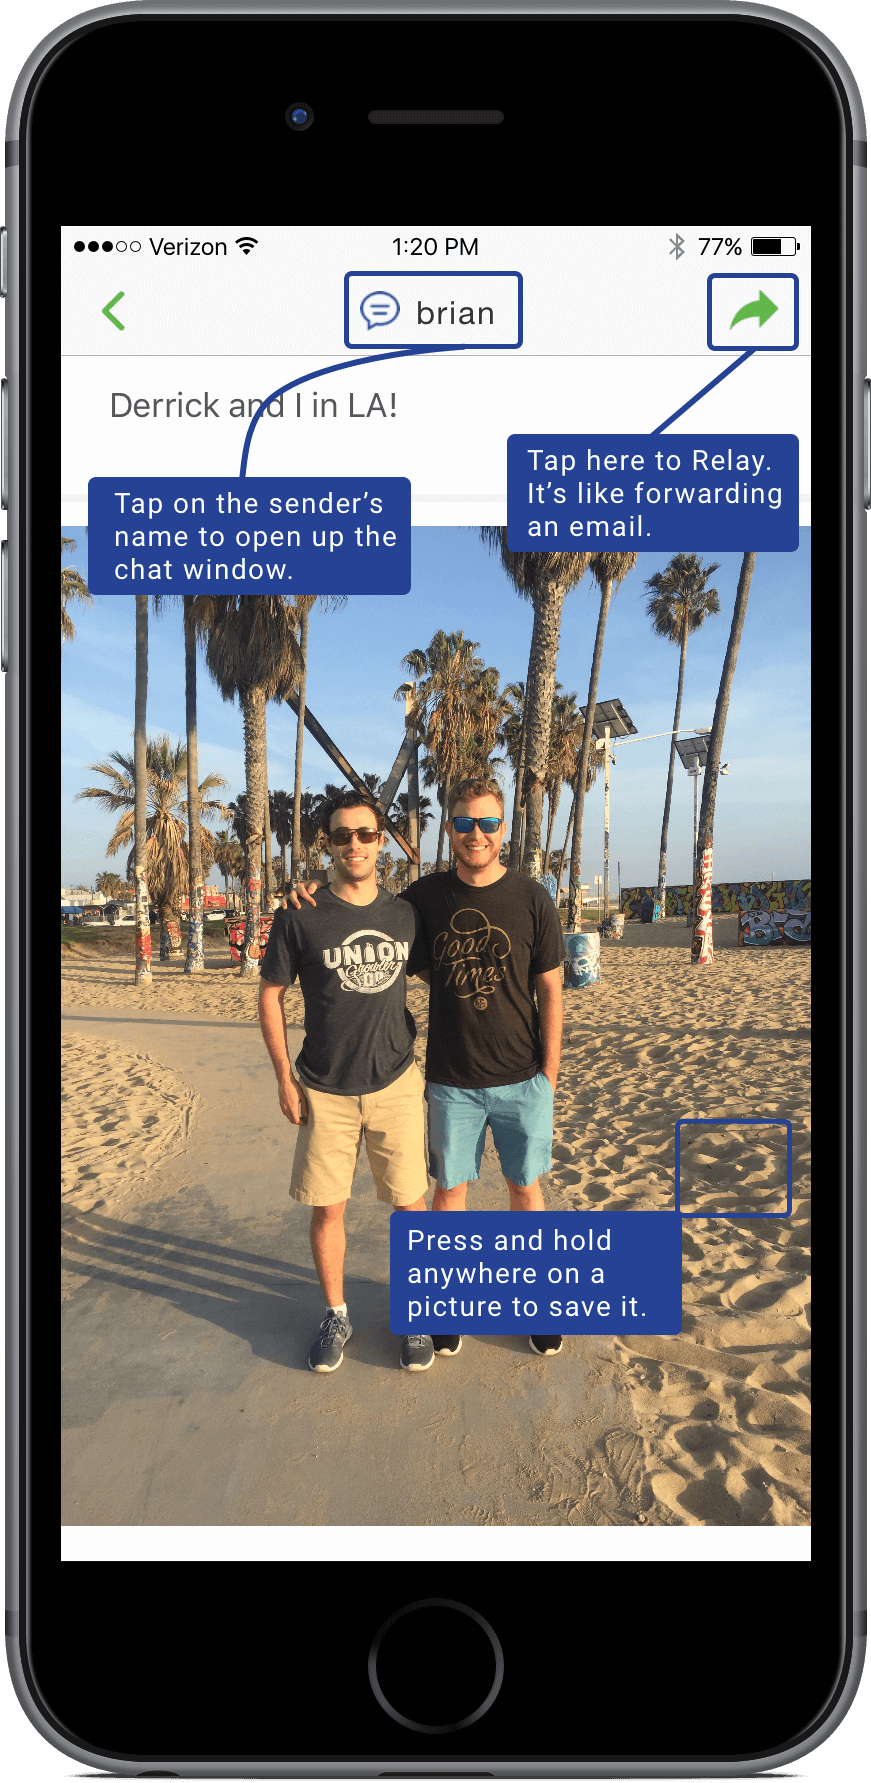 Verizon 1:20 PM 77%
brian
Derrick and I in LA!
Tap here to Relay.
It's like forwarding
an email.
Tap on the sender's
name to open up the
chat window.
UNION
Growler
CO
Good
Times
Press and hold
anywhere on a
picture to save it.